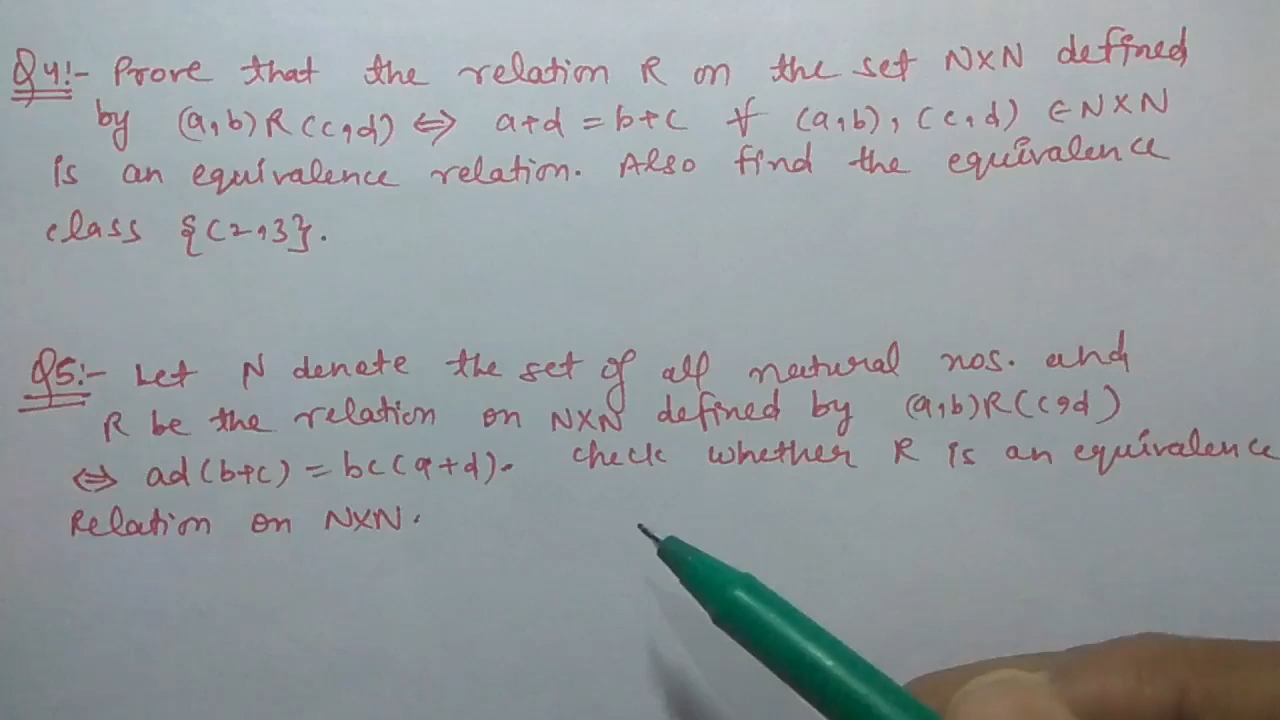 Q4:- Prove that the relation R on the set N×N defined
by (a,b)R(c,d) ⇔ a+d = b+c ∀ (a,b), (c,d) ∈ N×N
is an equivalence relation. Also find the equivalence
class {(2,3}.
Q5:- Let N denote the set of all natural nos. and
R be the relation on N×N defined by (a,b)R(c,d)
⇔ ad(b+c) = bc(a+d). check whether R is an equivalence
Relation on N×N.